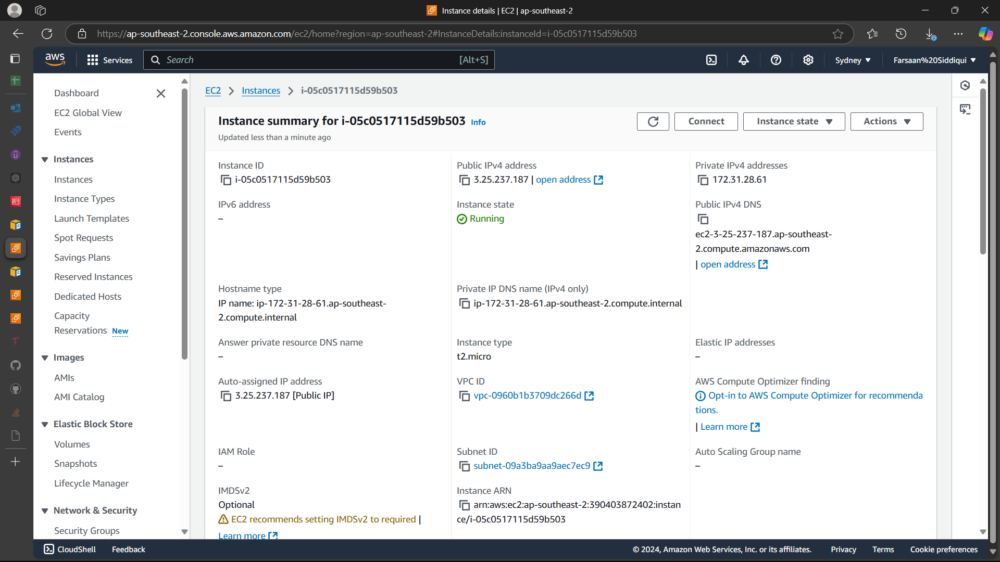 Instance details | EC2 | ap-southeast-2
https://ap-southeast-2.console.aws.amazon.com/ec2/home?region=ap-southeast-2#InstanceDetails:instanceId=i-05c0517115d59b503
aws
Services
Search
[Alt+S]
Sydney
Farsaan%20Siddiqui
Dashboard
EC2 Global View
Events
Instances
Instances
Instance Types
Launch Templates
Spot Requests
Savings Plans
Reserved Instances
Dedicated Hosts
Capacity
Reservations New
Images
AMIs
AMI Catalog
Elastic Block Store
Volumes
Snapshots
Lifecycle Manager
Network & Security
Security Groups
EC2 > Instances > i-05c0517115d59b503
Instance summary for i-05c0517115d59b503 Info
Updated less than a minute ago
Connect
Instance state
Actions
Instance ID
i-05c0517115d59b503
Public IPv4 address
3.25.237.187 | open address
Private IPv4 addresses
172.31.28.61
IPv6 address
–
Instance state
Running
Public IPv4 DNS
ec2-3-25-237-187.ap-southeast-
2.compute.amazonaws.com
| open address
Hostname type
IP name: ip-172-31-28-61.ap-southeast-
2.compute.internal
Private IP DNS name (IPv4 only)
ip-172-31-28-61.ap-southeast-2.compute.internal
Answer private resource DNS name
–
Instance type
t2.micro
Elastic IP addresses
–
Auto-assigned IP address
3.25.237.187 [Public IP]
VPC ID
vpc-0960b1b3709dc266d
AWS Compute Optimizer finding
Opt-in to AWS Compute Optimizer for recommenda
tions.
| Learn more
IAM Role
–
Subnet ID
subnet-09a3ba9aa9aec7ec9
Auto Scaling Group name
–
IMDSv2
Optional
EC2 recommends setting IMDSv2 to required |
Learn more
Instance ARN
arn:aws:ec2:ap-southeast-2:390403872402:instan
ce/i-05c0517115d59b503
CloudShell
Feedback
© 2024, Amazon Web Services, Inc. or its affiliates.
Privacy
Terms
Cookie preferences